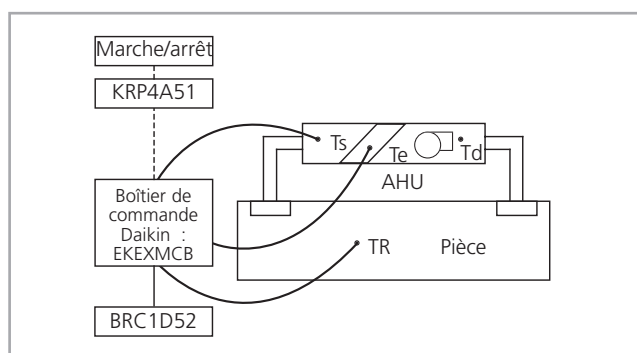 Marche/arrêt
KRP4A51
Ts
Te
Td
AHU
Boîtier de
commande
Daikin :
EKEXMCB
TR
Pièce
BRC1D52